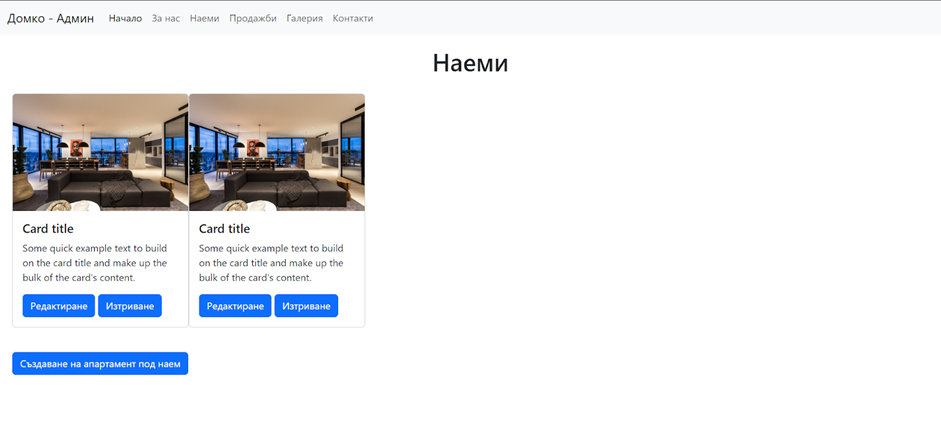 Домко - Админ Начало За нас Наеми Продажби Галерия Контакти
Наеми
Card title
Some quick example text to build
on the card title and make up the
bulk of the card's content.
Редактиране Изтриване
Card title
Some quick example text to build
on the card title and make up the
bulk of the card's content.
Редактиране Изтриване
Създаване на апартамент под наем